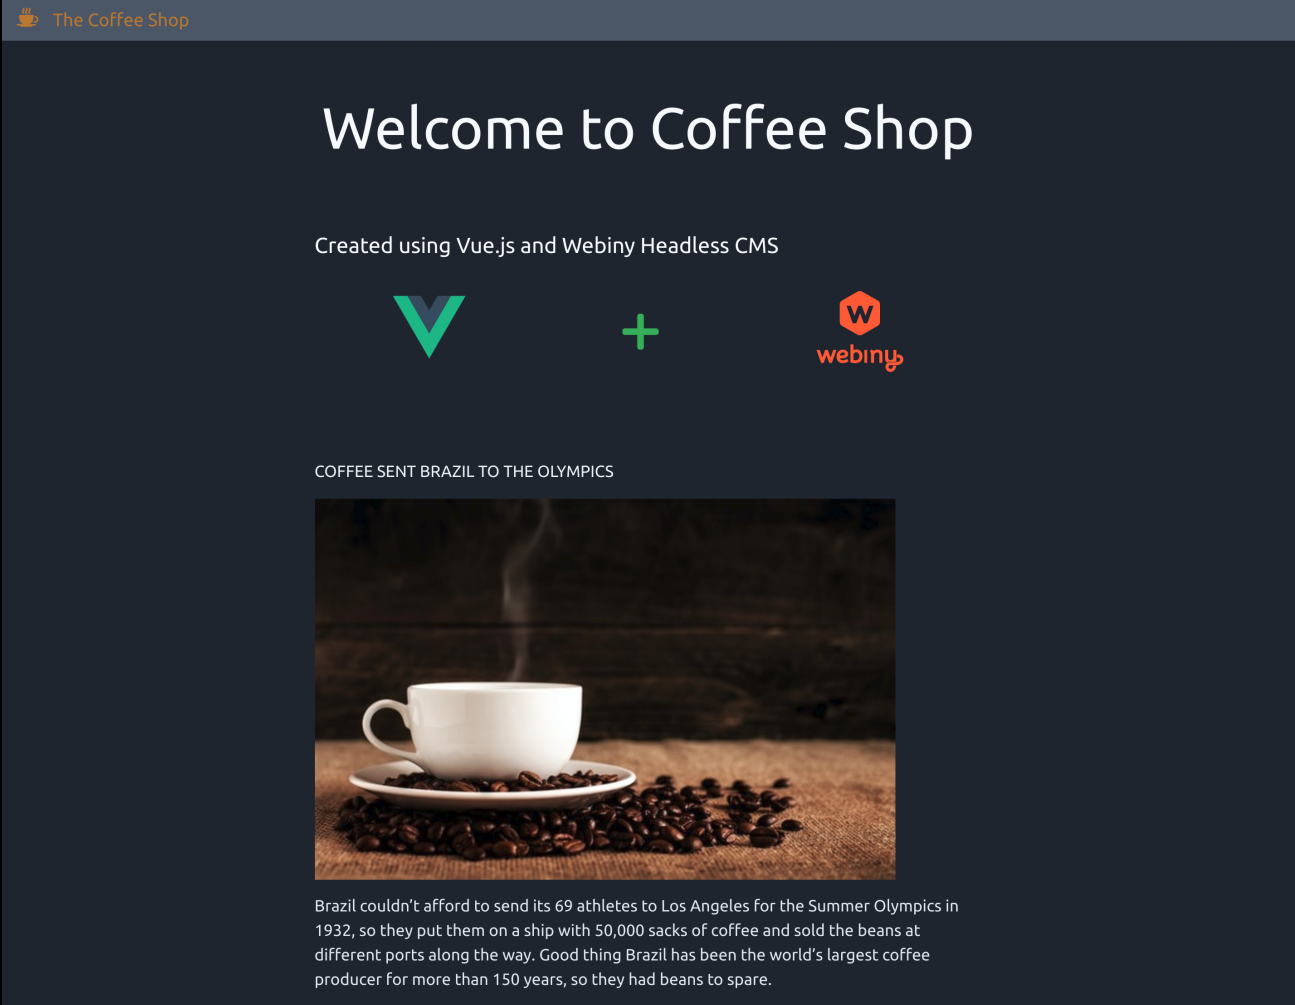 The Coffee Shop
Welcome to Coffee Shop
Created using Vue.js and Webiny Headless CMS
W
webiny
COFFEE SENT BRAZIL TO THE OLYMPICS
Brazil couldn’t afford to send its 69 athletes to Los Angeles for the Summer Olympics in
1932, so they put them on a ship with 50,000 sacks of coffee and sold the beans at
different ports along the way. Good thing Brazil has been the world’s largest coffee
producer for more than 150 years, so they had beans to spare.